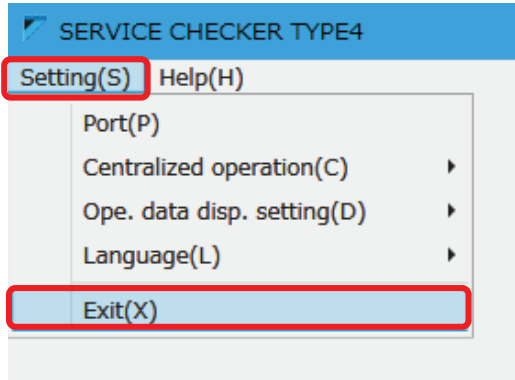 SERVICE CHECKER TYPE4
Setting(S) Help(H)
Port(P)
Centralized operation(C)
Ope. data disp. setting(D)
Language(L)
Exit(X)